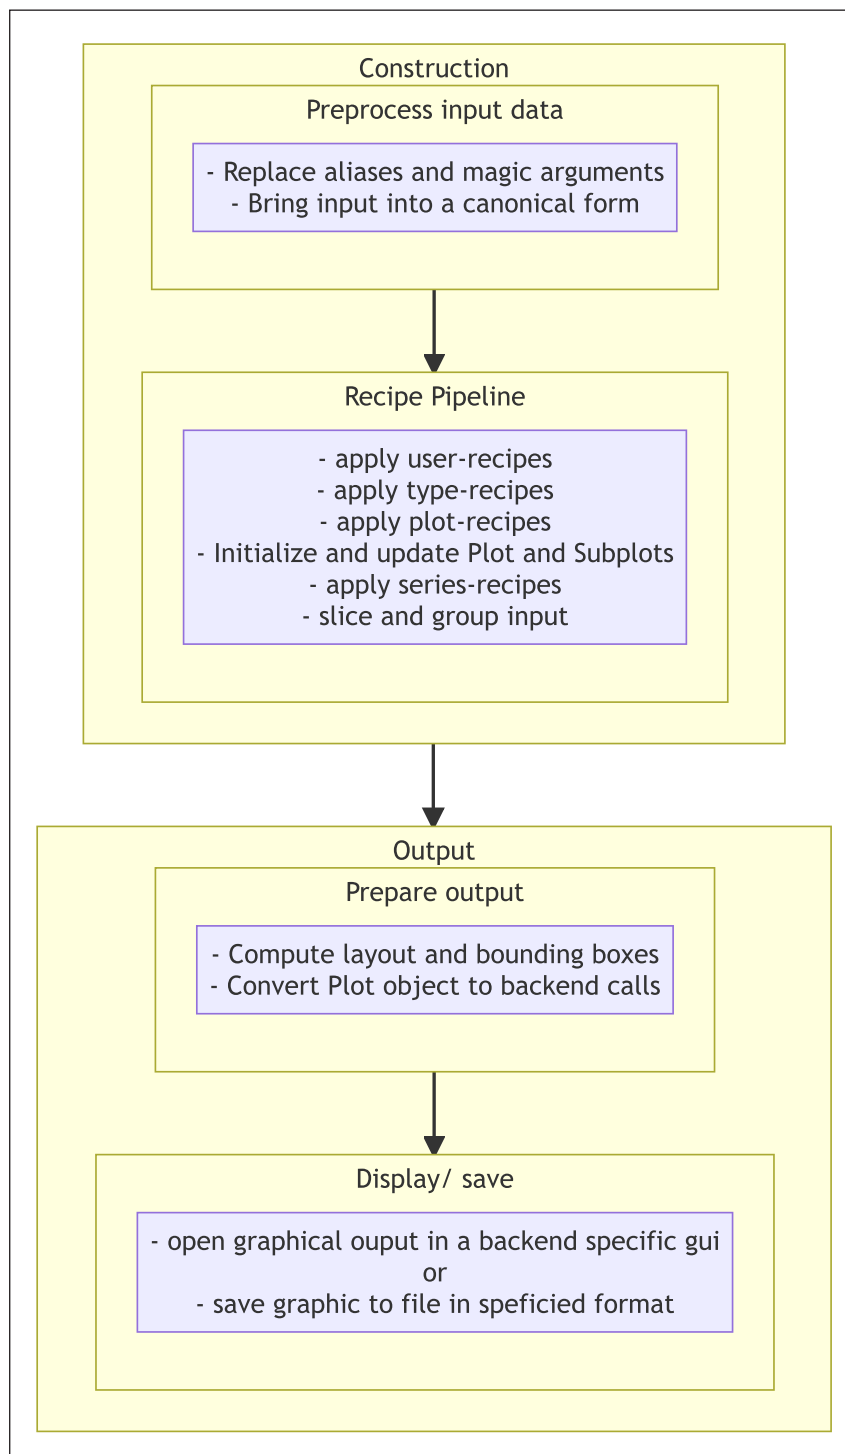 Construction
Preprocess input data
- Replace aliases and magic arguments
- Bring input into a canonical form
Recipe Pipeline
- apply user-recipes
- apply type-recipes
- apply plot-recipes
- Initialize and update Plot and Subplots
- apply series-recipes
- slice and group input
Output
Prepare output
- Compute layout and bounding boxes
- Convert Plot object to backend calls
Display/ save
- open graphical ouput in a backend specific gui
or
- save graphic to file in speficied format